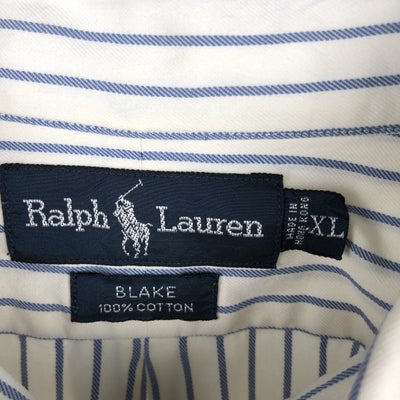 Ralph Lauren
MADE IN
HONG KONG
XL
BLAKE
100% COTTON